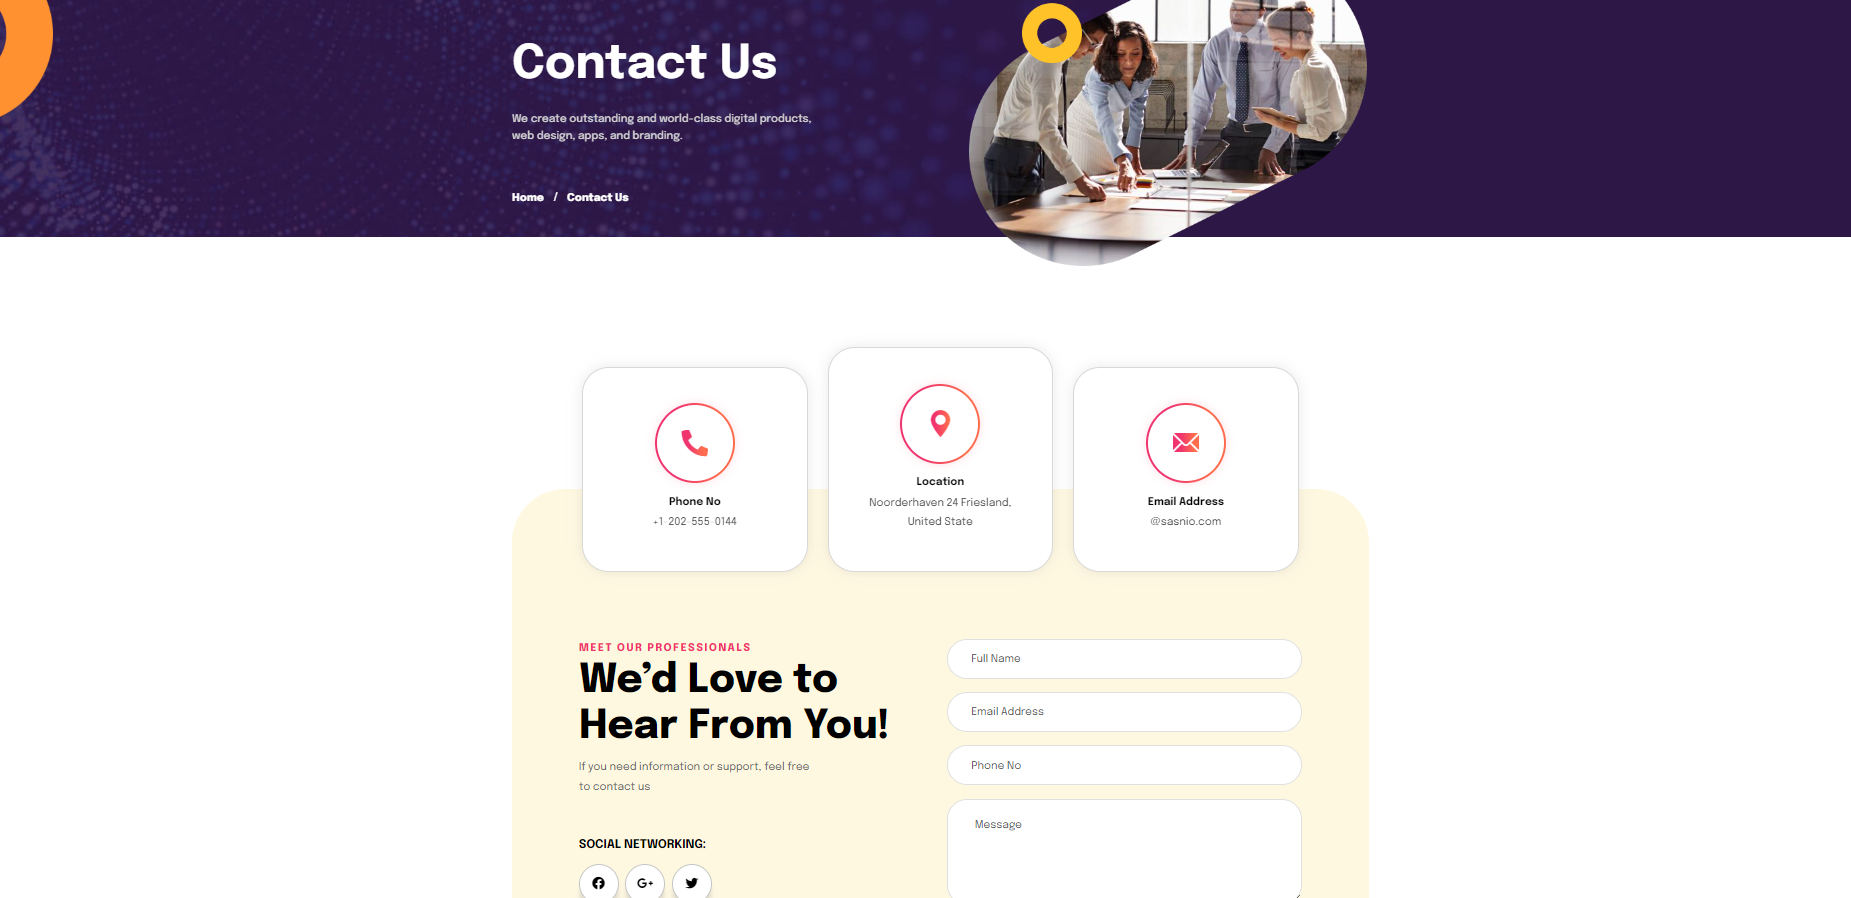 Contact Us
We create outstanding and world-class digital products,
web design, apps, and branding.
Home / Contact Us
Phone No
+1-202-555-0144
Location
Noorderhaven 24 Friesland,
United State
Email Address
@sasnio.com
MEET OUR PROFESSIONALS
We’d Love to
Hear From You!
If you need information or support, feel free
to contact us
SOCIAL NETWORKING:
G+
Full Name
Email Address
Phone No
Message